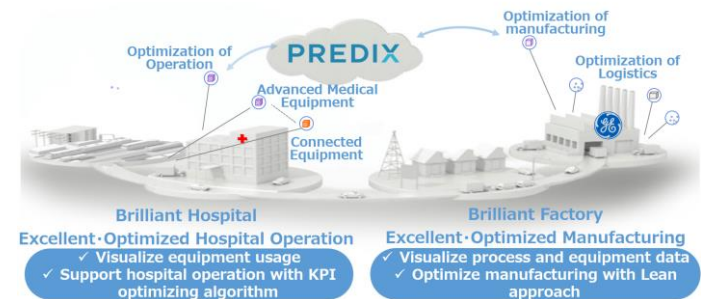 Optimization of
manufacturing
Optimization of
Operation
PREDIX
Optimization of
Logistics
Advanced Medical
Equipment
Connected
Equipment
GE
Brilliant Hospital
Excellent･Optimized Hospital Operation
✓ Visualize equipment usage
✓ Support hospital operation with KPI
optimizing algorithm
Brilliant Factory
Excellent･Optimized Manufacturing
✓ Visualize process and equipment data
✓ Optimize manufacturing with Lean
approach